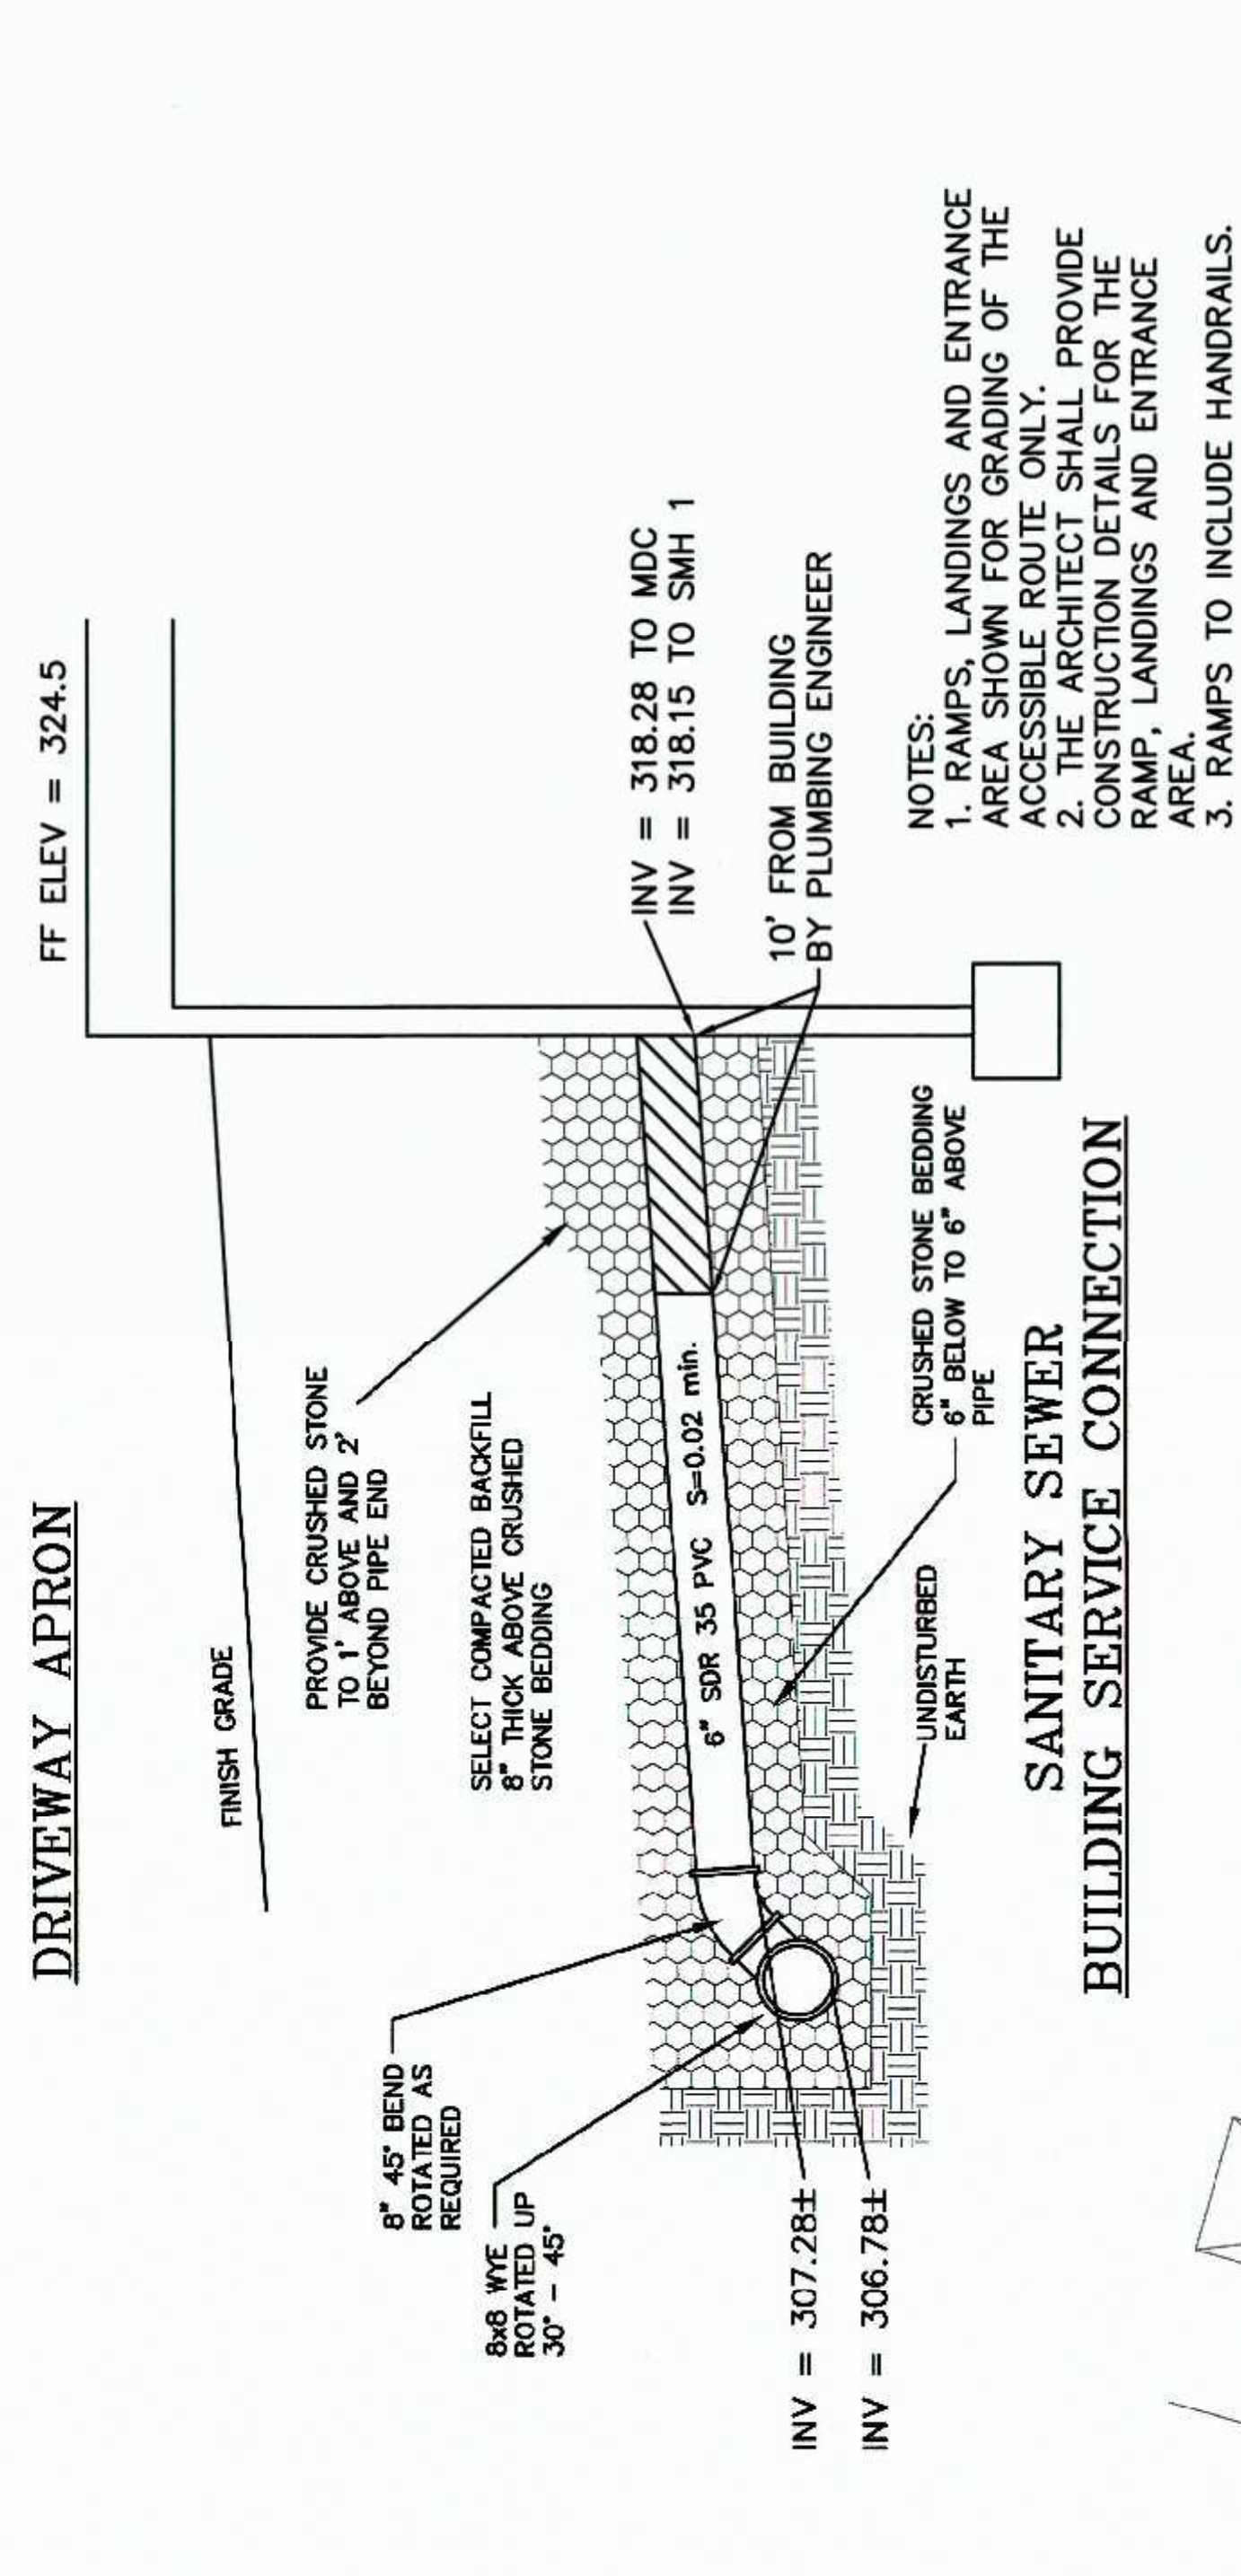 DRIVEWAY APRON
FF ELEV = 324.5
FINISH GRADE
PROVIDE CRUSHED STONE
TO 1' ABOVE AND 2'
BEYOND PIPE END
SELECT COMPACTED BACKFILL
8" THICK ABOVE CRUSHED
STONE BEDDING
8" 45° BEND
ROTATED AS
REQUIRED
8x8 WYE
ROTATED UP
30° - 45°
6" SDR 35 PVC S=0.02 min.
INV = 318.28 TO MDC
INV = 318.15 TO SMH 1
10' FROM BUILDING
BY PLUMBING ENGINEER
INV = 307.28±
INV = 306.78±
UNDISTURBED
EARTH
CRUSHED STONE BEDDING
6" BELOW TO 6" ABOVE
PIPE
SANITARY SEWER
BUILDING SERVICE CONNECTION
NOTES:
1. RAMPS, LANDINGS AND ENTRANCE
AREA SHOWN FOR GRADING OF THE
ACCESSIBLE ROUTE ONLY.
2. THE ARCHITECT SHALL PROVIDE
CONSTRUCTION DETAILS FOR THE
RAMP, LANDINGS AND ENTRANCE
AREA.
3. RAMPS TO INCLUDE HANDRAILS.